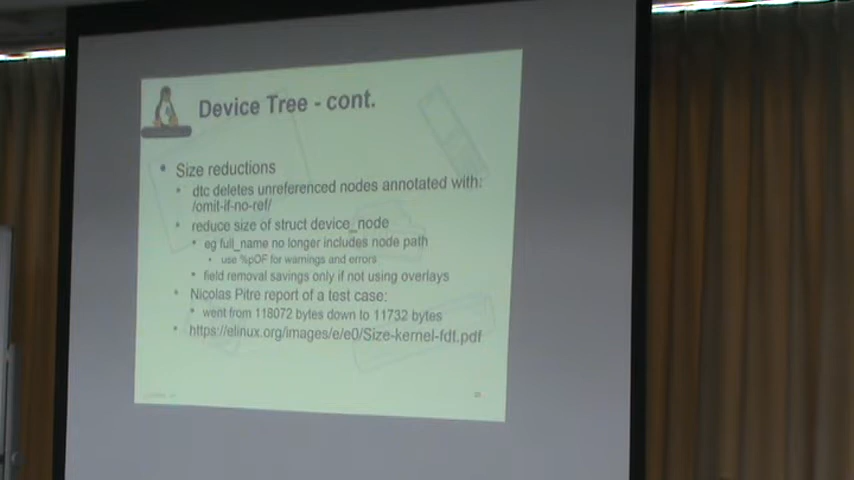 Device Tree - cont.
Size reductions
dtc deletes unreferenced nodes annotated with:
/omit-if-no-ref/
reduce size of struct device_node
eg full_name no longer includes node path
use %pOF for warnings and errors
field removal savings only if not using overlays
Nicolas Pitre report of a test case:
went from 118072 bytes down to 11732 bytes
https://elinux.org/images/e/e0/Size-kernel-fdt.pdf